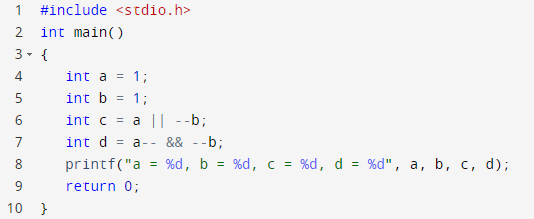 1 #include <stdio.h>
2 int main()
3 {
4 int a = 1;
5 int b = 1;
6 int c = a || --b;
7 int d = a-- && --b;
8 printf("a = %d, b = %d, c = %d, d = %d", a, b, c, d);
9 return 0;
10 }